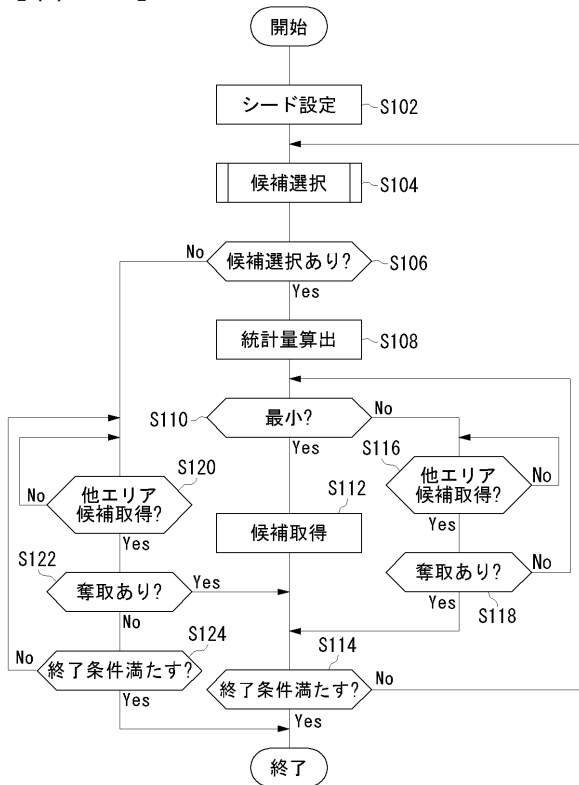 開始
シード設定
S102
候補選択
S104
No
候補選択あり?
S106
Yes
統計量算出
S108
S110
最小?
No
Yes
S120
No
他エリア
候補取得?
Yes
S112
候補取得
S116
他エリア
候補取得?
No
Yes
S122
奪取あり?
Yes
No
奪取あり?
No
Yes
S118
S124
No
終了条件満たす?
Yes
S114
終了条件満たす?
No
Yes
終了